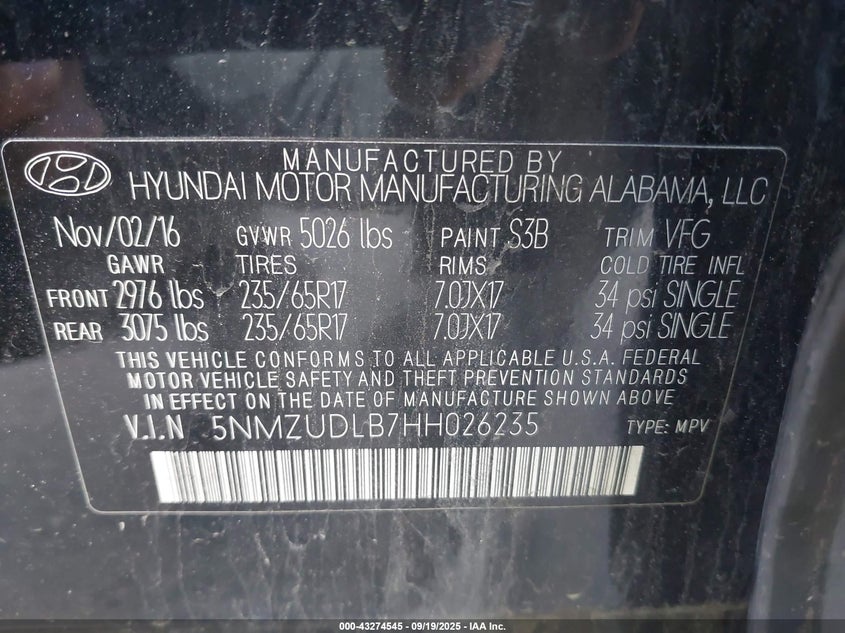 MANUFACTURED BY
HYUNDAI MOTOR MANUFACTURING ALABAMA, LLC
Nov/02/16 GVWR 5026 lbs PAINT S3B TRIM VFG
GAWR TIRES RIMS COLD TIRE INFL
FRONT 2976 lbs 235/65R17 7.0JX17 34 psi SINGLE
REAR 3075 lbs 235/65R17 7.0JX17 34 psi SINGLE
THIS VEHICLE CONFORMS TO ALL APPLICABLE U.S.A. FEDERAL
MOTOR VEHICLE SAFETY AND THEFT PREVENTION STANDARDS
IN EFFECT ON THE DATE OF MANUFACTURE SHOWN ABOVE
V.I.N 5NMZUDLB7HH026235 TYPE: MPV
000-43274545 - 09/19/2025 - IAA Inc.